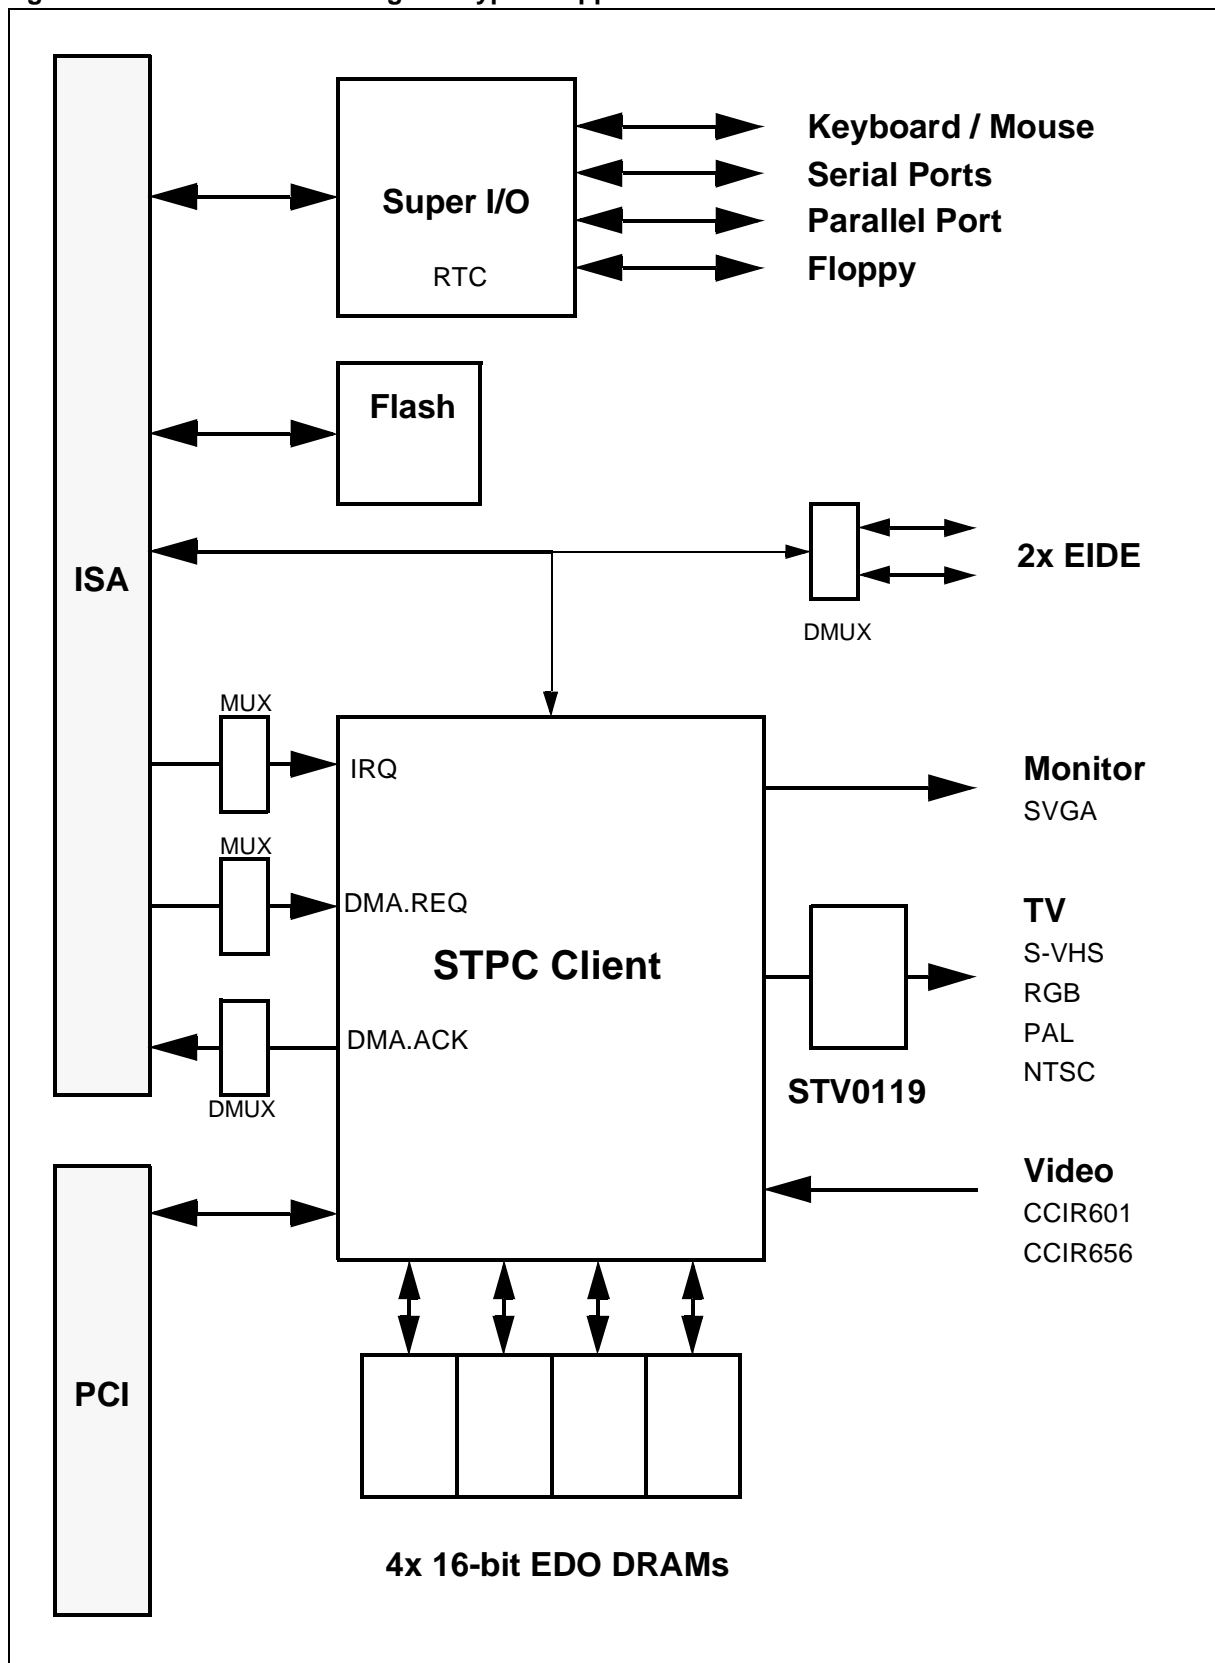 Keyboard / Mouse
Serial Ports
Super I/O
Parallel Port
RTC
Floppy
Flash
ISA
2x EIDE
DMUX
MUX
IRQ
Monitor
SVGA
MUX
DMA.REQ
TV
STPC Client
S-VHS
RGB
DMA.ACK
PAL
NTSC
STV0119
DMUX
Video
CCIR601
CCIR656
PCI
4x 16-bit EDO DRAMs